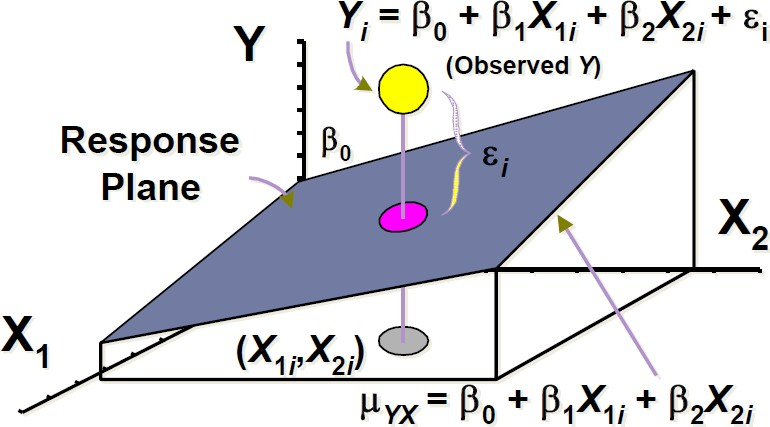 Yᵢ = β₀ + β₁X₁ᵢ + β₂X₂ᵢ + εᵢ
Y
(Observed Y)
β₀
Response
Plane
εᵢ
X₂
X₁
(X₁ᵢ,X₂ᵢ)
μYX = β₀ + β₁X₁ᵢ + β₂X₂ᵢ